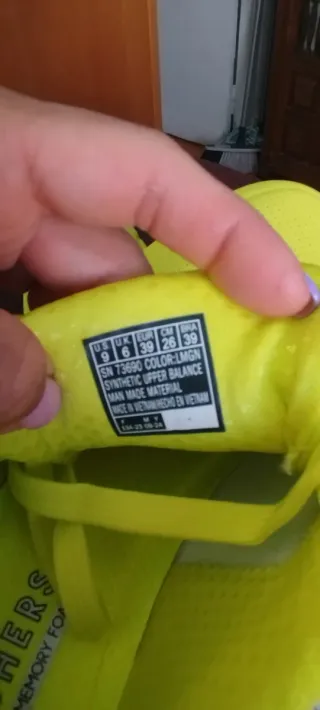 U.S. U.K EUR CM BRA
9 6 39 26 39
SN 73690 COLOR:LMGN
SYNTHETIC UPPER BALANCE
MAN MADE MATERIAL
MADE IN VIETNAM/HECHO EN VIETNAM
F M Y
HERS
MEMORY FOA